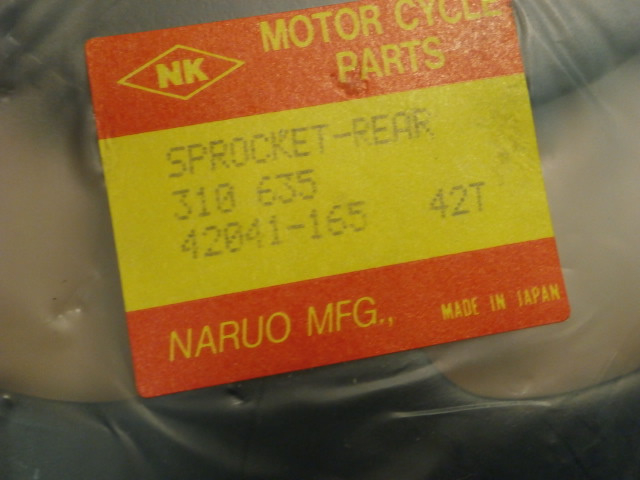 NK
MOTOR CYCLE
PARTS
SPROCKET-REAR
310 635
42041-165 42T
NARUO MFG., MADE IN JAPAN